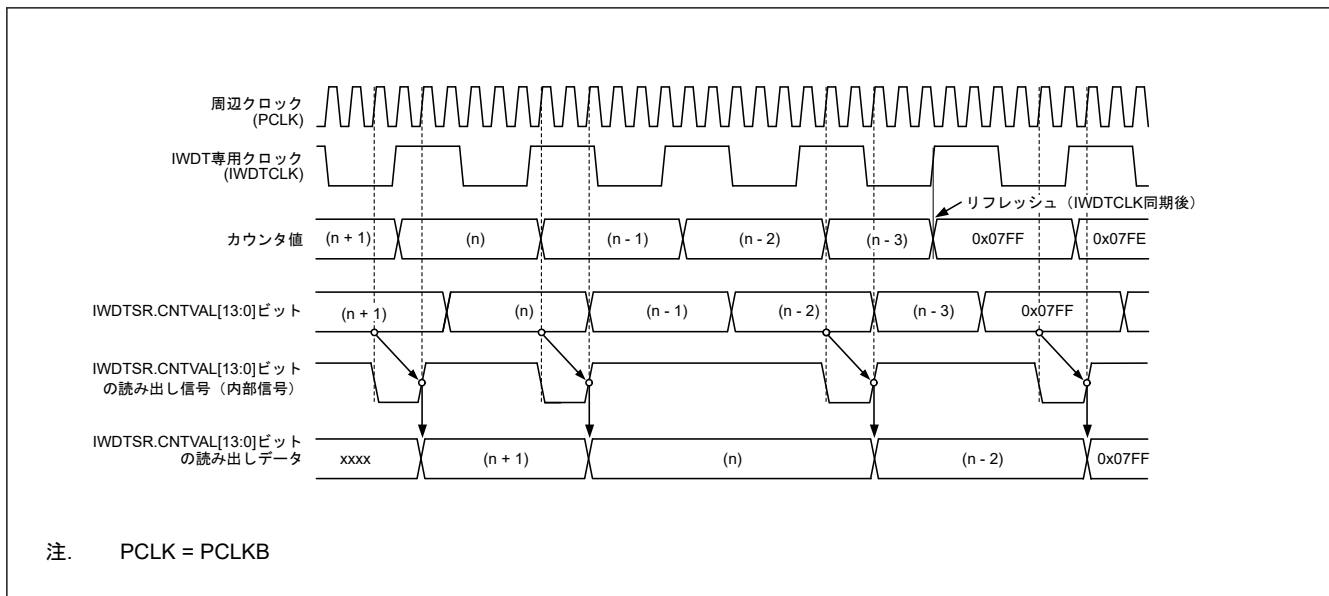 周辺クロック
(PCLK)
IWDT専用クロック
(IWDTCLK)
リフレッシュ（IWDTCLK同期後）
カウンタ値
(n + 1)
(n)
(n - 1)
(n - 2)
(n - 3)
0x07FF
0x07FE
IWDTSR.CNTVAL[13:0]ビット
(n + 1)
(n)
(n - 1)
(n - 2)
(n - 3)
0x07FF
IWDTSR.CNTVAL[13:0]ビット
の読み出し信号（内部信号）
IWDTSR.CNTVAL[13:0]ビット
の読み出しデータ
xxxx
(n + 1)
(n)
(n - 2)
0x07FF
注. PCLK = PCLKB